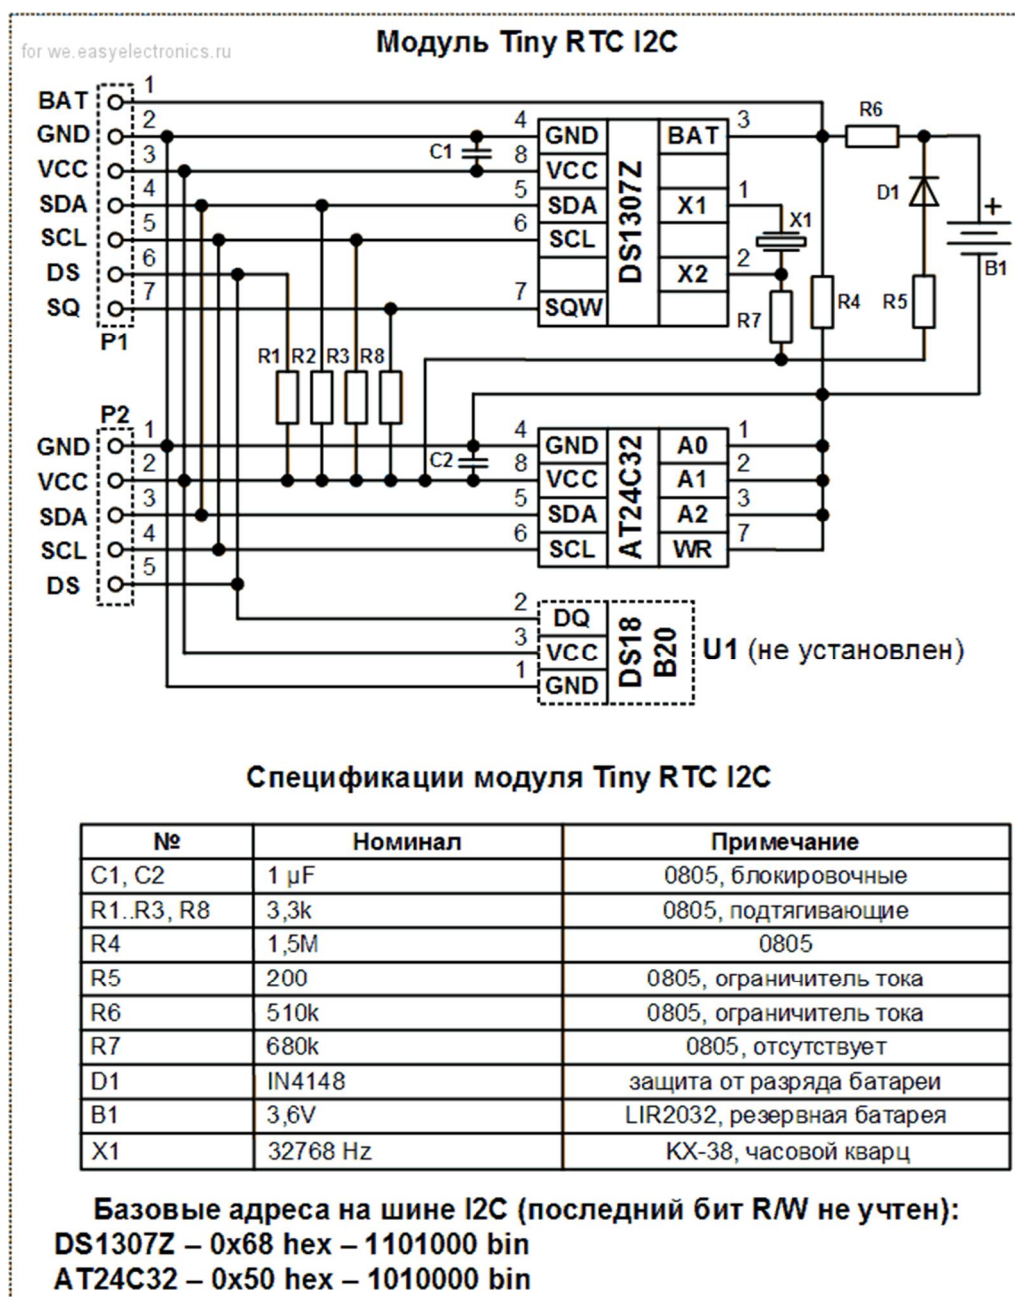 for we.easyelectronics.ru
Модуль Tiny RTC I2C
BAT 1
GND 2
VCC 3
SDA 4
SCL 5
DS 6
SQ 7
P1
C1
4 GND
8 VCC
5 SDA
6 SCL
7 SQW
DS1307Z
BAT 3
X1 1
X2 2
X1
R6
D1
+
B1
R7
R4
R5
R1 R2 R3 R8
P2
GND 1
VCC 2
SDA 3
SCL 4
DS 5
C2
4 GND
8 VCC
5 SDA
6 SCL
AT24C32
A0 1
A1 2
A2 3
WR 7
2 DQ
3 VCC
1 GND
DS18
B20
U1 (не установлен)
Спецификации модуля Tiny RTC I2C
№ Номинал Примечание
C1, C2 1 µF 0805, блокировочные
R1..R3, R8 3,3k 0805, подтягивающие
R4 1,5M 0805
R5 200 0805, ограничитель тока
R6 510k 0805, ограничитель тока
R7 680k 0805, отсутствует
D1 IN4148 защита от разряда батареи
B1 3,6V LIR2032, резервная батарея
X1 32768 Hz KX-38, часовой кварц
Базовые адреса на шине I2C (последний бит R/W не учтен):
DS1307Z – 0x68 hex – 1101000 bin
AT24C32 – 0x50 hex – 1010000 bin